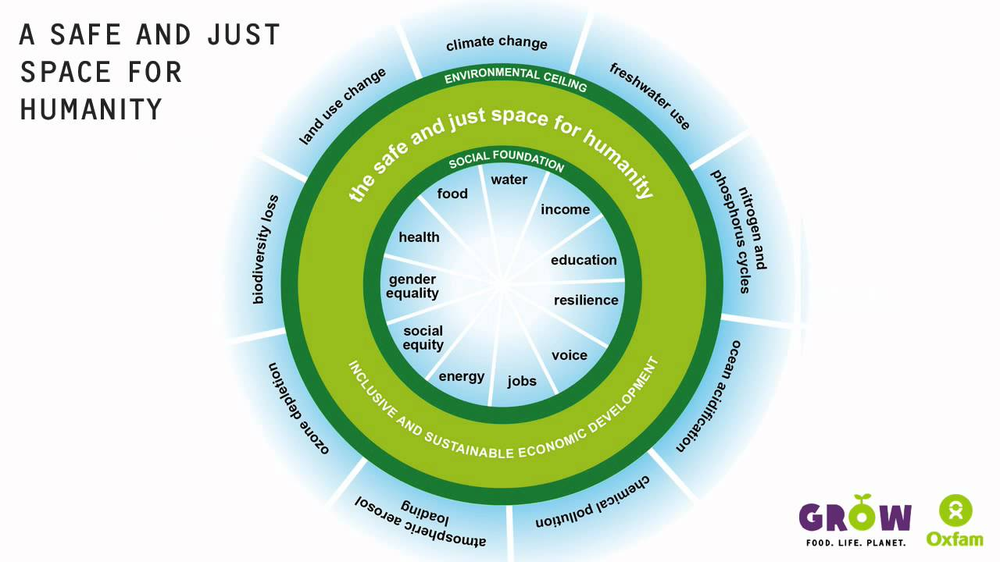 A SAFE AND JUST
SPACE FOR
HUMANITY
climate change
freshwater use
nitrogen and
phosphorus cycles
ocean acidification
chemical pollution
atmospheric aerosol
loading
ozone depletion
biodiversity loss
land use change
ENVIRONMENTAL CEILING
the safe and just space for humanity
SOCIAL FOUNDATION
water
income
education
resilience
voice
jobs
energy
social
equity
gender
equality
health
food
INCLUSIVE AND SUSTAINABLE ECONOMIC DEVELOPMENT
GROW
FOOD. LIFE. PLANET.
Oxfam